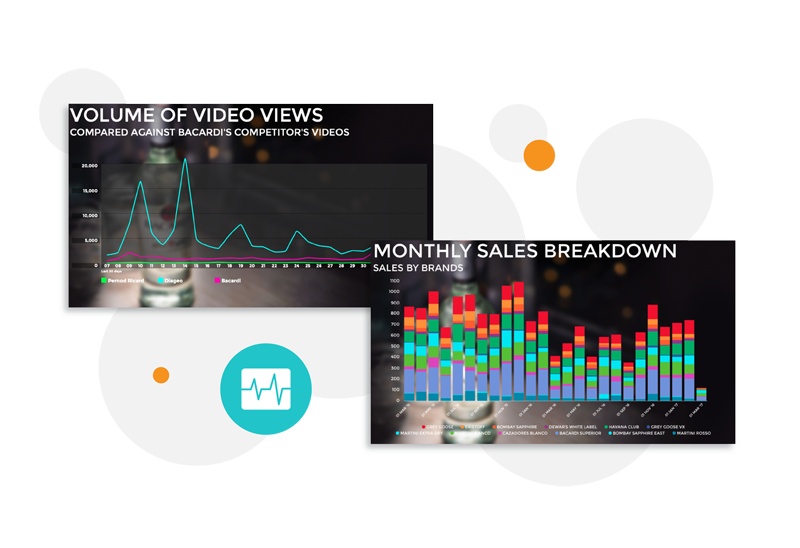 VOLUME OF VIDEO VIEWS
COMPARED AGAINST BACARDI'S COMPETITOR'S VIDEOS
20,000
15,000
10,000
5,000
0
07 08 09 10 11 12 13 14 15 16 17 18 19 20 21 22 23 24 25 26 27 28 29 30
Last 30 days
Pernod Ricard Diageo Bacardi
MONTHLY SALES BREAKDOWN
SALES BY BRANDS
1100
1000
900
800
700
600
500
400
300
200
100
0
GREY GOOSE BOMBAY SAPPHIRE DEWAR'S WHITE LABEL HAVANA CLUB GREY GOOSE VX
MARTINI EXTRA DRY CAZADORES BLANCO BACARDI SUPERIOR BOMBAY SAPPHIRE EAST MARTINI ROSSO